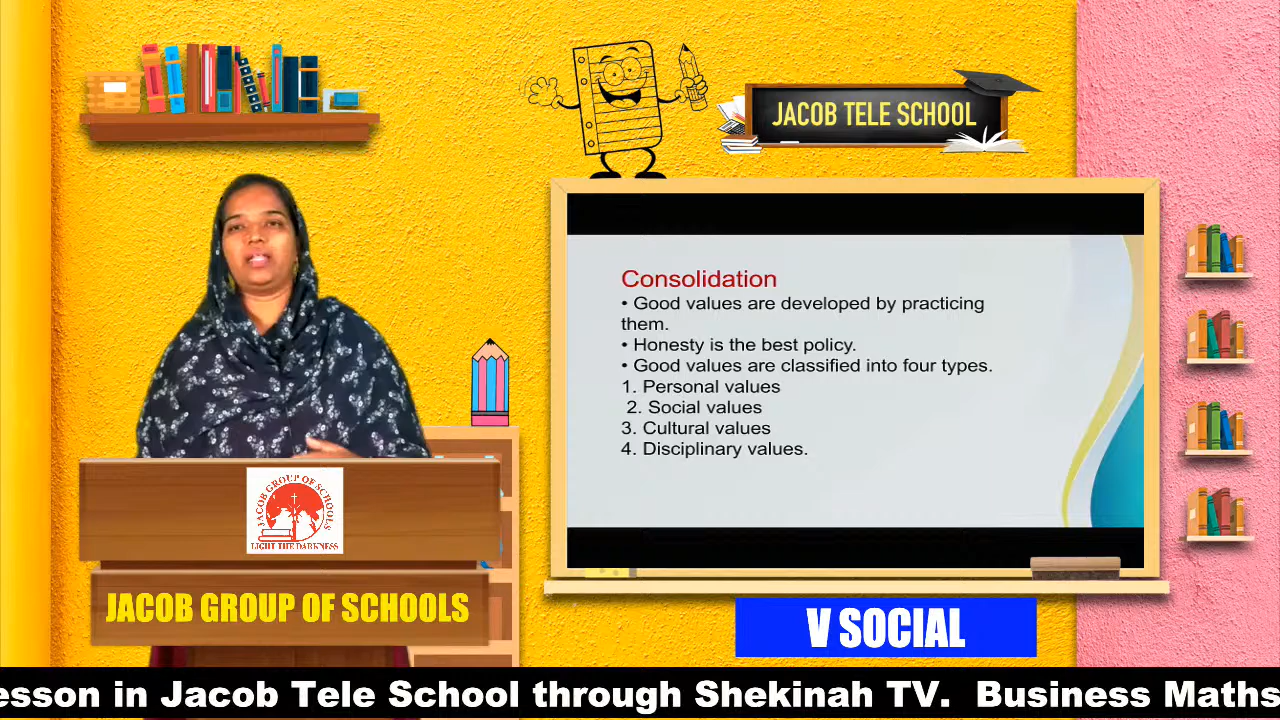 JACOB TELE SCHOOL
Consolidation
• Good values are developed by practicing
them.
• Honesty is the best policy.
• Good values are classified into four types.
1. Personal values
2. Social values
3. Cultural values
4. Disciplinary values.
JACOB GROUP OF SCHOOLS
LIGHT THE DARKNESS
JACOB GROUP OF SCHOOLS
V SOCIAL
esson in Jacob Tele School through Shekinah TV. Business Maths